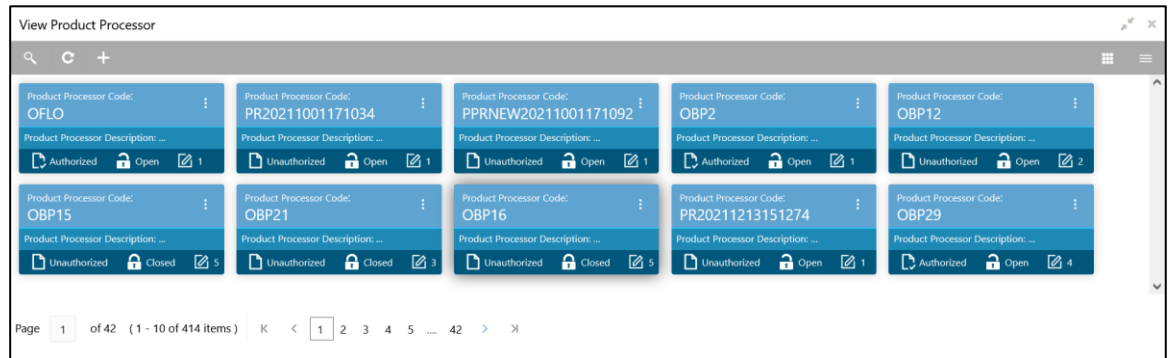 View Product Processor
Product Processor Code:
OFLO
Product Processor Description: ...
Authorized Open 1
Product Processor Code:
PR20211001171034
Product Processor Description: ...
Unauthorized Open 1
Product Processor Code:
PPRNEW20211001171092
Product Processor Description: ...
Unauthorized Open 1
Product Processor Code:
OBP2
Product Processor Description: ...
Authorized Open 1
Product Processor Code:
OBP12
Product Processor Description: ...
Unauthorized Open 2
Product Processor Code:
OBP15
Product Processor Description: ...
Unauthorized Closed 5
Product Processor Code:
OBP21
Product Processor Description: ...
Unauthorized Closed 3
Product Processor Code:
OBP16
Product Processor Description: ...
Unauthorized Closed 5
Product Processor Code:
PR20211213151274
Product Processor Description: ...
Unauthorized Open 1
Product Processor Code:
OBP29
Product Processor Description: ...
Authorized Open 4
Page 1 of 42 ( 1 - 10 of 414 items ) 1 2 3 4 5 .... 42